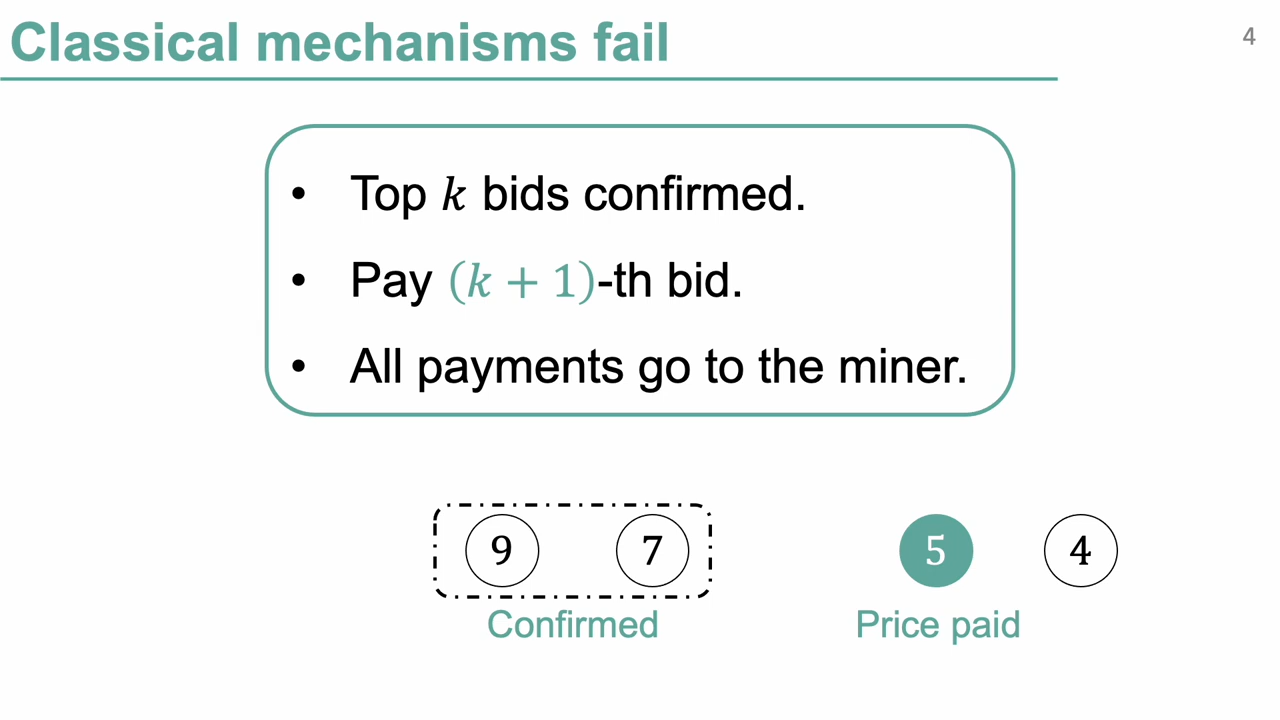 Classical mechanisms fail
4
• Top k bids confirmed.
• Pay (k + 1)-th bid.
• All payments go to the miner.
9 7 5 4
Confirmed Price paid